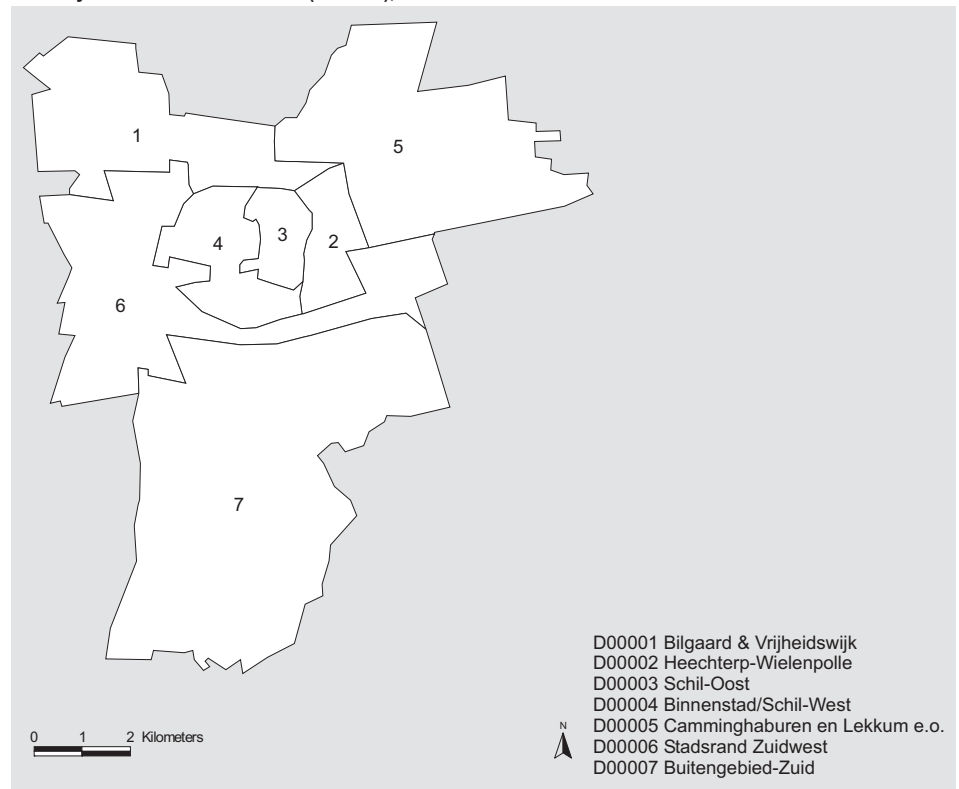 1
5
3
4
2
6
7
D00001 Bilgaard & Vrijheidswijk
D00002 Heechterp-Wielenpolle
D00003 Schil-Oost
D00004 Binnenstad/Schil-West
D00005 Camminghaburen en Lekkum e.o.
D00006 Stadsrand Zuidwest
D00007 Buitengebied-Zuid
N
0 1 2 Kilometers